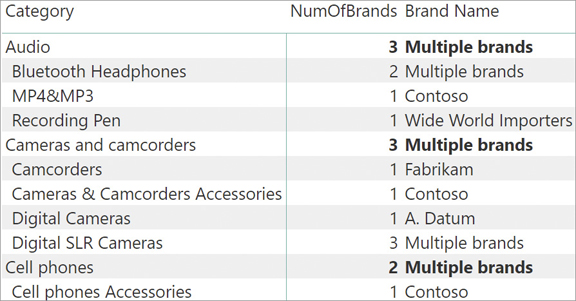 Category NumOfBrands Brand Name
Audio 3 Multiple brands
Bluetooth Headphones 2 Multiple brands
MP4&MP3 1 Contoso
Recording Pen 1 Wide World Importers
Cameras and camcorders 3 Multiple brands
Camcorders 1 Fabrikam
Cameras & Camcorders Accessories 1 Contoso
Digital Cameras 1 A. Datum
Digital SLR Cameras 3 Multiple brands
Cell phones 2 Multiple brands
Cell phones Accessories 1 Contoso